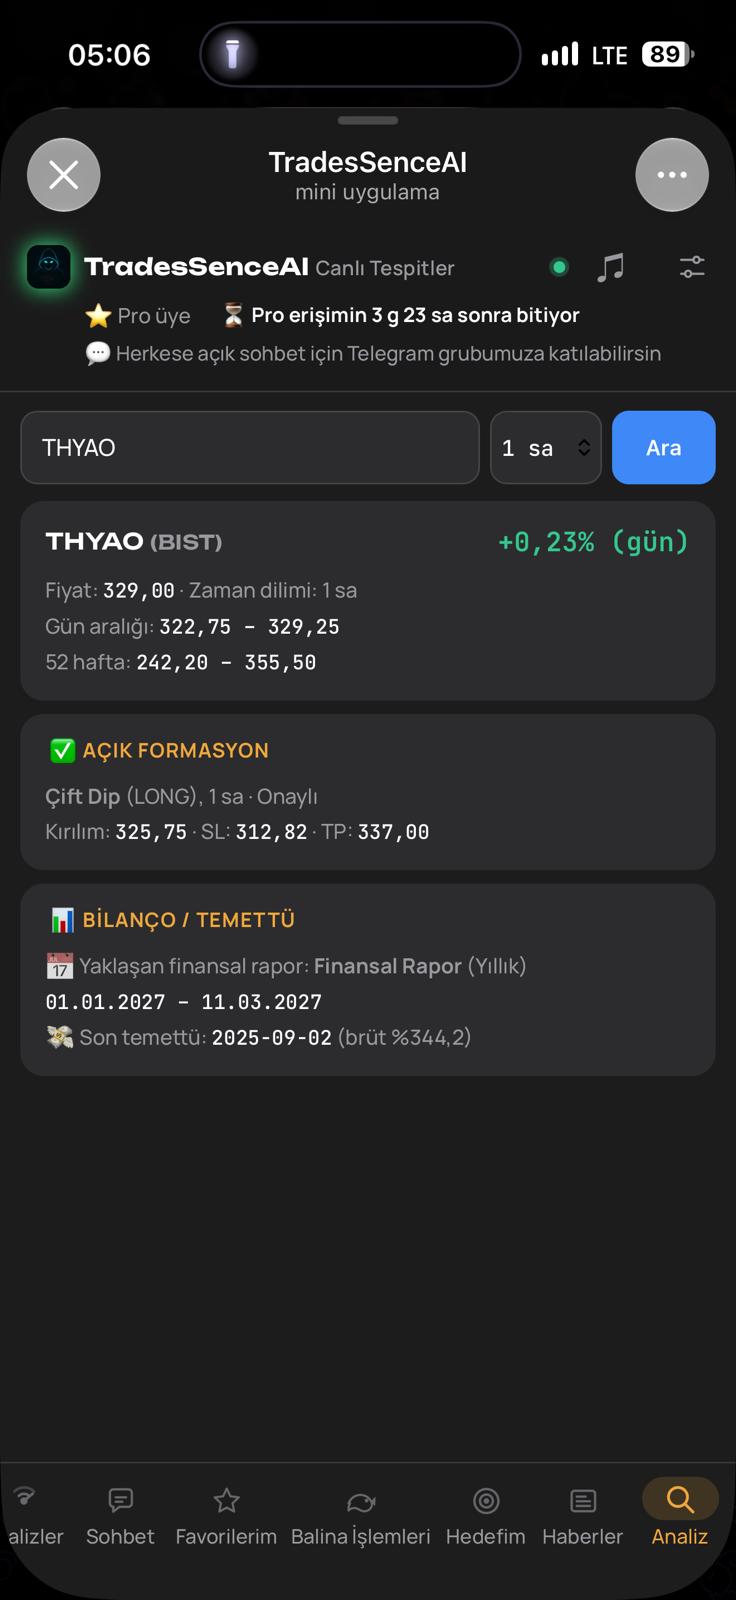 05:06
LTE 89
TradesSenceAI
mini uygulama
TradesSenceAI Canlı Tespitler
⭐ Pro üye ⏳ Pro erişimin 3 g 23 sa sonra bitiyor
💬 Herkese açık sohbet için Telegram grubumuza katılabilirsin
THYAO 1 sa Ara
THYAO (BIST) +0,23% (gün)
Fiyat: 329,00 · Zaman dilimi: 1 sa
Gün aralığı: 322,75 – 329,25
52 hafta: 242,20 – 355,50
✅ AÇIK FORMASYON
Çift Dip (LONG), 1 sa · Onaylı
Kırılım: 325,75 · SL: 312,82 · TP: 337,00
📊 BİLANÇO / TEMETTÜ
📅 Yaklaşan finansal rapor: Finansal Rapor (Yıllık)
01.01.2027 – 11.03.2027
💸 Son temettü: 2025-09-02 (brüt %344,2)
alizler Sohbet Favorilerim Balina İşlemleri Hedefim Haberler Analiz